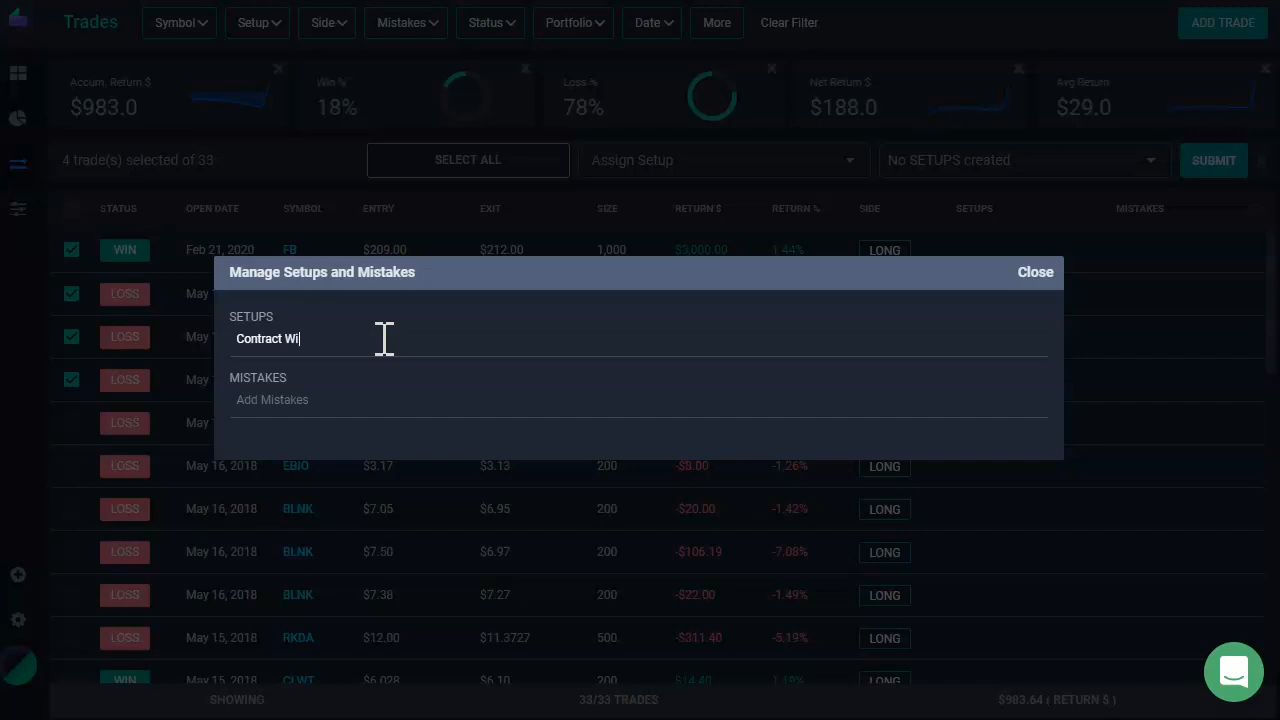 Trades Symbol Setup Side Mistakes Status Portfolio Date More Clear Filter ADD TRADE
Accum. Return $ Win % Loss % Net Return $ Avg Return
$983.0 18% 78% $188.0 $29.0
4 trade(s) selected of 33 SELECT ALL Assign Setup No SETUPS created SUBMIT
STATUS OPEN DATE SYMBOL ENTRY EXIT SIZE RETURN $ RETURN % SIDE SETUPS MISTAKES
WIN Feb 21, 2020 FB $209.00 $212.00 1,000 $3,000.00 1.44% LONG
Manage Setups and Mistakes Close
LOSS May
SETUPS
LOSS May
Contract Wi
LOSS May
MISTAKES
Add Mistakes
LOSS May
LOSS May 16, 2018 EBIO $3.17 $3.13 200 -$8.00 -1.26% LONG
LOSS May 16, 2018 BLNK $7.05 $6.95 200 -$20.00 -1.42% LONG
LOSS May 16, 2018 BLNK $7.50 $6.97 200 -$106.19 -7.08% LONG
LOSS May 16, 2018 BLNK $7.38 $7.27 200 -$22.00 -1.49% LONG
LOSS May 15, 2018 RKDA $12.00 $11.3727 500 -$311.40 -5.19% LONG
WIN May 15, 2018 CLWT $6.028 $6.10 200 $14.40 1.19% LONG
SHOWING 33/33 TRADES $983.64 ( RETURN $ )